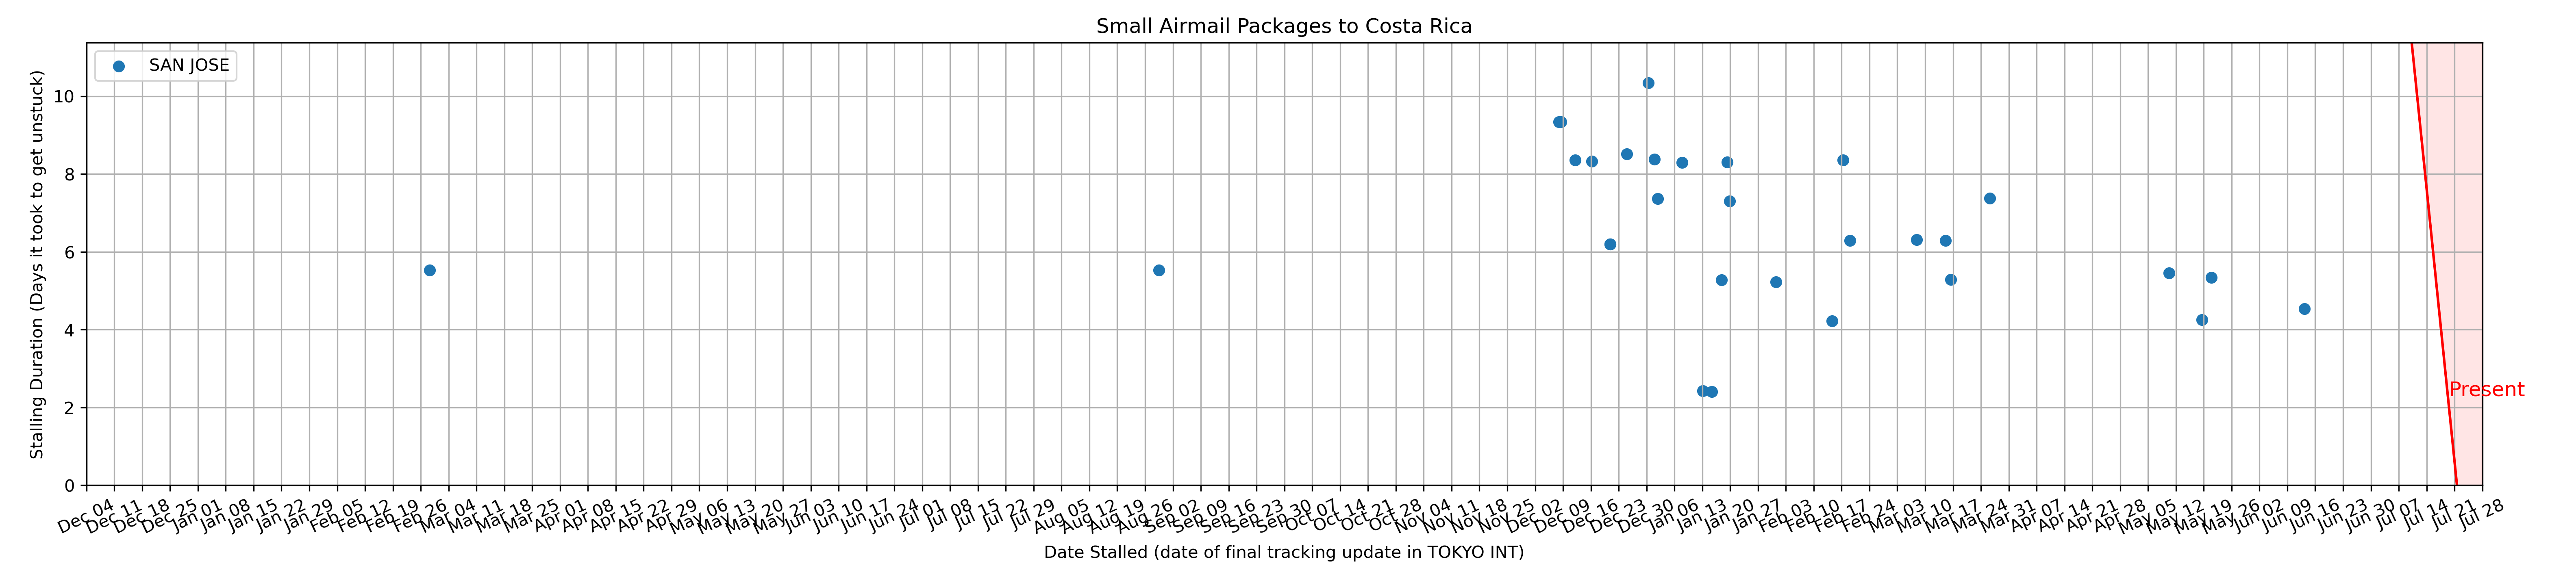 Small Airmail Packages to Costa Rica
SAN JOSE
Stalling Duration (Days it took to get unstuck)
10
8
6
4
2
0
Present
Dec 04
Dec 11
Dec 18
Dec 25
Jan 01
Jan 08
Jan 15
Jan 22
Jan 29
Feb 05
Feb 12
Feb 19
Feb 26
Mar 04
Mar 11
Mar 18
Mar 25
Apr 01
Apr 08
Apr 15
Apr 22
Apr 29
May 06
May 13
May 20
May 27
Jun 03
Jun 10
Jun 17
Jun 24
Jul 01
Jul 08
Jul 15
Jul 22
Jul 29
Aug 05
Aug 12
Aug 19
Aug 26
Sep 02
Sep 09
Sep 16
Sep 23
Sep 30
Oct 07
Oct 14
Oct 21
Oct 28
Nov 04
Nov 11
Nov 18
Nov 25
Dec 02
Dec 09
Dec 16
Dec 23
Dec 30
Jan 06
Jan 13
Jan 20
Jan 27
Feb 03
Feb 10
Feb 17
Feb 24
Mar 03
Mar 10
Mar 17
Mar 24
Mar 31
Apr 07
Apr 14
Apr 21
Apr 28
May 05
May 12
May 19
May 26
Jun 02
Jun 09
Jun 16
Jun 23
Jun 30
Jul 07
Jul 14
Jul 21
Jul 28
Date Stalled (date of final tracking update in TOKYO INT)